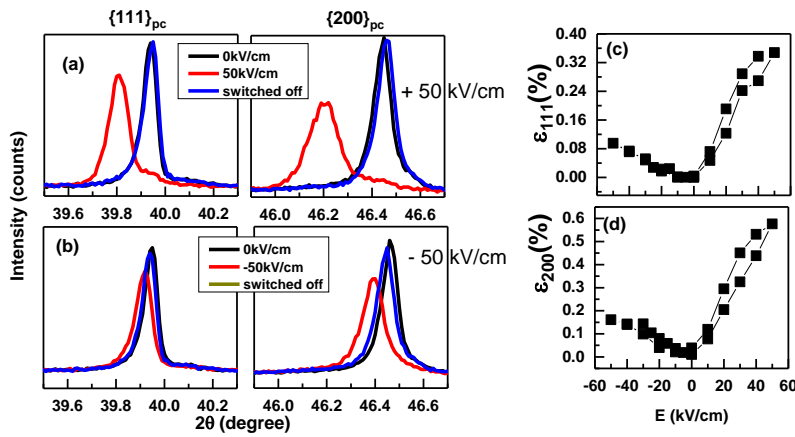 {111}pc
{200}pc
(a)
0kV/cm
50kV/cm
switched off
+ 50 kV/cm
39.6 39.8 40.0 40.2
46.0 46.2 46.4 46.6
(b)
0kV/cm
-50kV/cm
switched off
- 50 kV/cm
39.6 39.8 40.0 40.2
46.0 46.2 46.4 46.6
Intensity (counts)
2θ (degree)
(c)
ε111(%)
0.40
0.32
0.24
0.16
0.08
0.00
(d)
ε200(%)
0.6
0.5
0.4
0.3
0.2
0.1
0.0
-60 -40 -20 0 20 40 60
E (kV/cm)